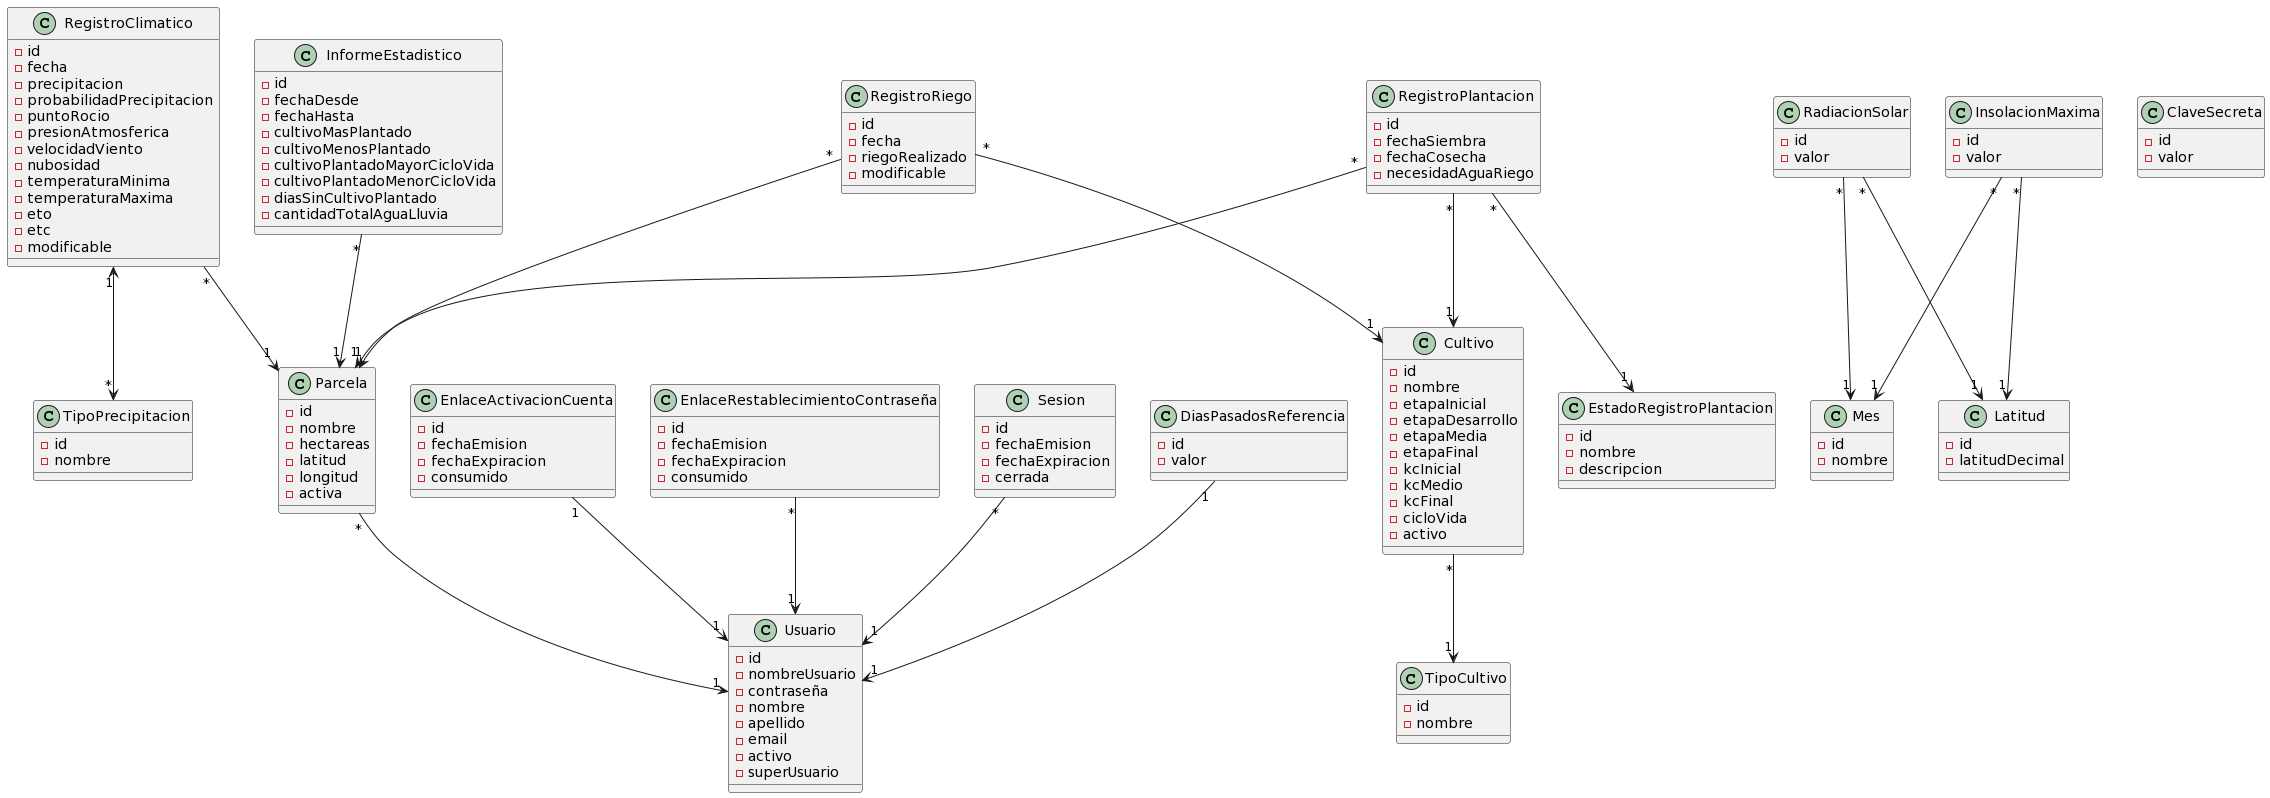 C RegistroClimatico
id
fecha
precipitacion
probabilidadPrecipitacion
puntoRocio
presionAtmosferica
velocidadViento
nubosidad
temperaturaMinima
temperaturaMaxima
eto
etc
modificable
C InformeEstadistico
id
fechaDesde
fechaHasta
cultivoMasPlantado
cultivoMenosPlantado
cultivoPlantadoMayorCicloVida
cultivoPlantadoMenorCicloVida
diasSinCultivoPlantado
cantidadTotalAguaLluvia
C RegistroRiego
id
fecha
riegoRealizado
modificable
C RegistroPlantacion
id
fechaSiembra
fechaCosecha
necesidadAguaRiego
C RadiacionSolar
id
valor
C InsolacionMaxima
id
valor
C ClaveSecreta
id
valor
* * *
* * * * * *
1 * *
1 1
1 1 1 1
* 1 1 1 1 1
C TipoPrecipitacion
id
nombre
C Parcela
id
nombre
hectareas
latitud
longitud
activa
C EnlaceActivacionCuenta
id
fechaEmision
fechaExpiracion
consumido
C EnlaceRestablecimientoContraseña
id
fechaEmision
fechaExpiracion
consumido
C Sesion
id
fechaEmision
fechaExpiracion
cerrada
C DiasPasadosReferencia
id
valor
C Cultivo
id
nombre
etapaInicial
etapaDesarrollo
etapaMedia
etapaFinal
kcInicial
kcMedio
kcFinal
cicloVida
activo
C EstadoRegistroPlantacion
id
nombre
descripcion
C Mes
id
nombre
C Latitud
id
latitudDecimal
* 1 * * 1
*
1 1 1 1
1 1
1
C Usuario
id
nombreUsuario
contraseña
nombre
apellido
email
activo
superUsuario
C TipoCultivo
id
nombre